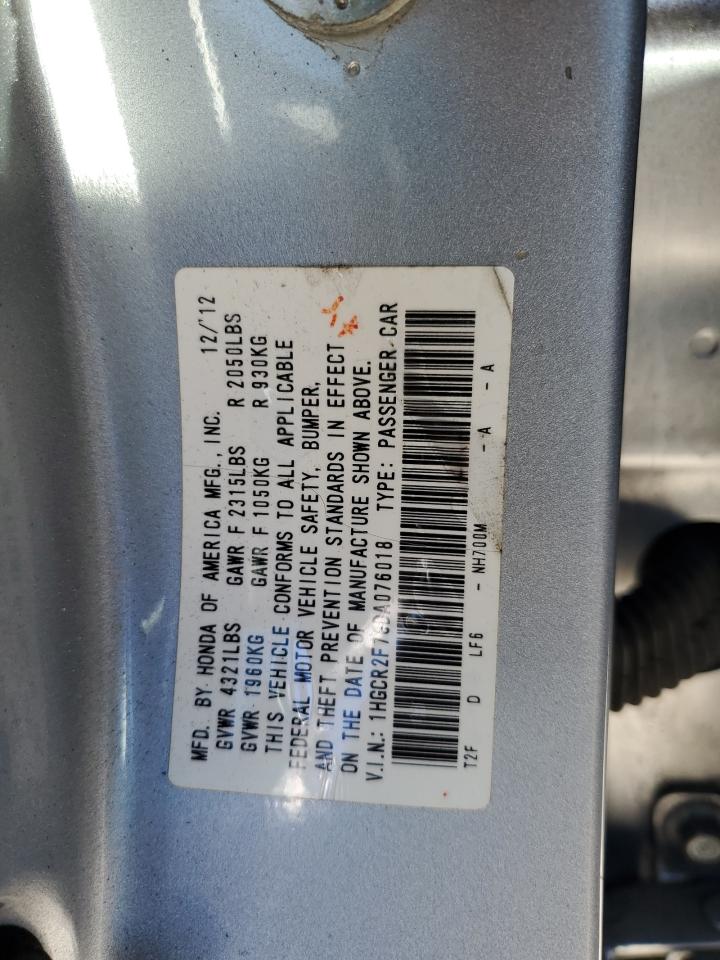 MFD. BY HONDA OF AMERICA MFG., INC. 12/'12
GVWR 4321LBS GAWR F 2315LBS R 2050LBS
GVWR 1960KG GAWR F 1050KG R 930KG
THIS VEHICLE CONFORMS TO ALL APPLICABLE
FEDERAL MOTOR VEHICLE SAFETY, BUMPER,
AND THEFT PREVENTION STANDARDS IN EFFECT
ON THE DATE OF MANUFACTURE SHOWN ABOVE.
V.I.N.: 1HGCR2F76DA076018 TYPE: PASSENGER CAR
T2F D LF6 - NH700M - A - A